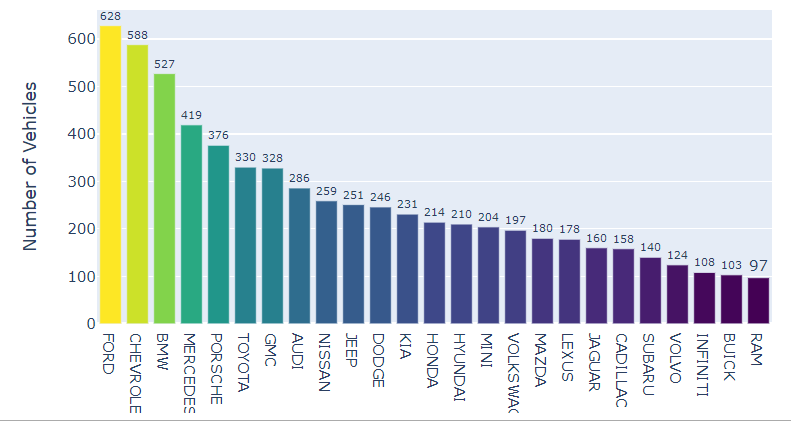 Number of Vehicles
600
500
400
300
200
100
0
628
588
527
419
376
330
328
286
259
251
246
231
214
210
204
197
180
178
160
158
140
124
108
103
97
FORD
CHEVROLE
BMW
MERCEDES
PORSCHE
TOYOTA
GMC
AUDI
NISSAN
JEEP
DODGE
KIA
HONDA
HYUNDAI
MINI
VOLKSWAG
MAZDA
LEXUS
JAGUAR
CADILLAC
SUBARU
VOLVO
INFINITI
BUICK
RAM